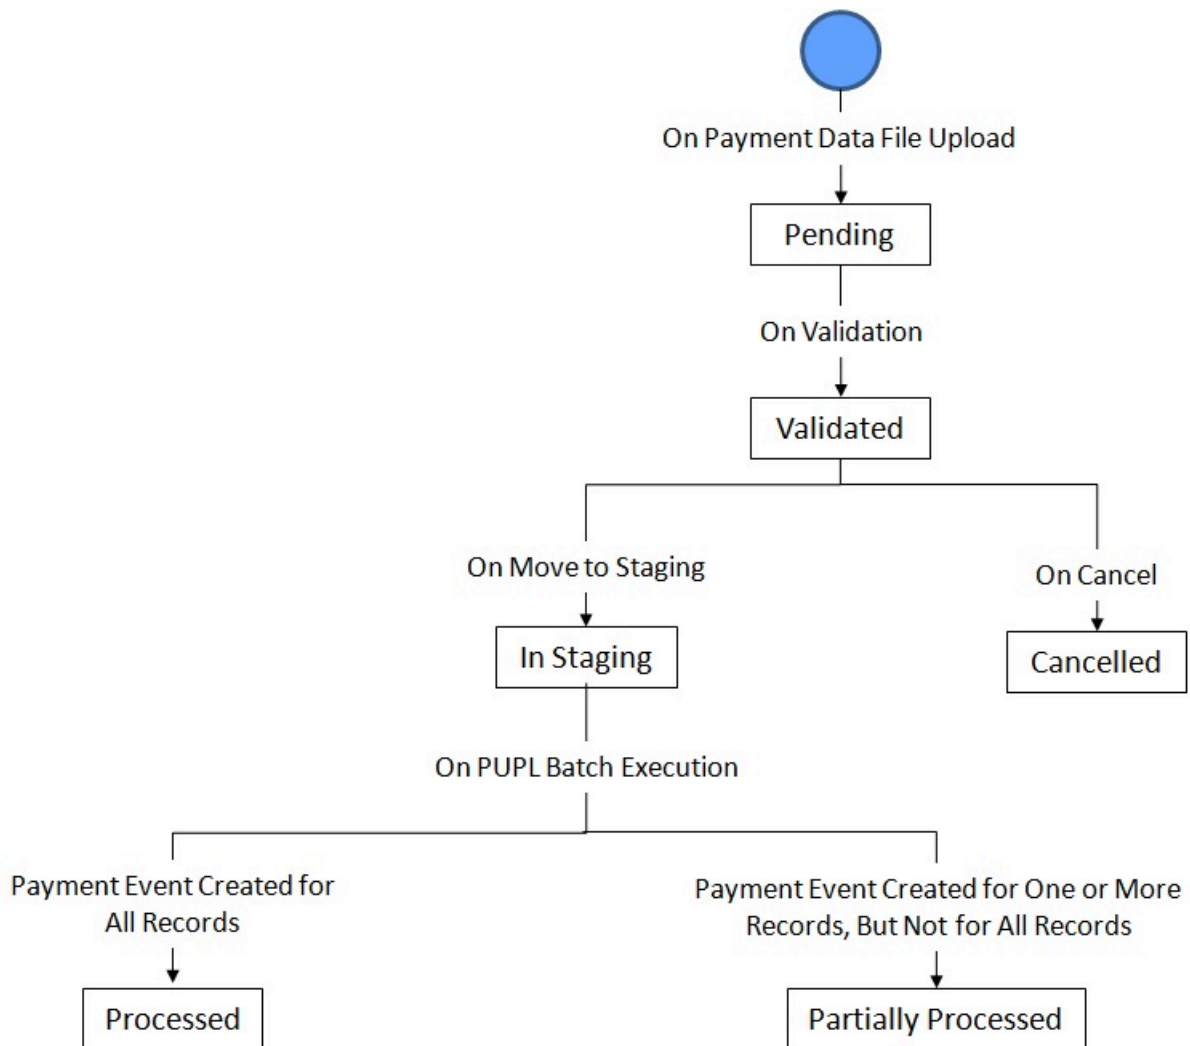 On Payment Data File Upload
Pending
On Validation
Validated
On Move to Staging
On Cancel
In Staging
Cancelled
On PUPL Batch Execution
Payment Event Created for
All Records
Payment Event Created for One or More
Records, But Not for All Records
Processed
Partially Processed